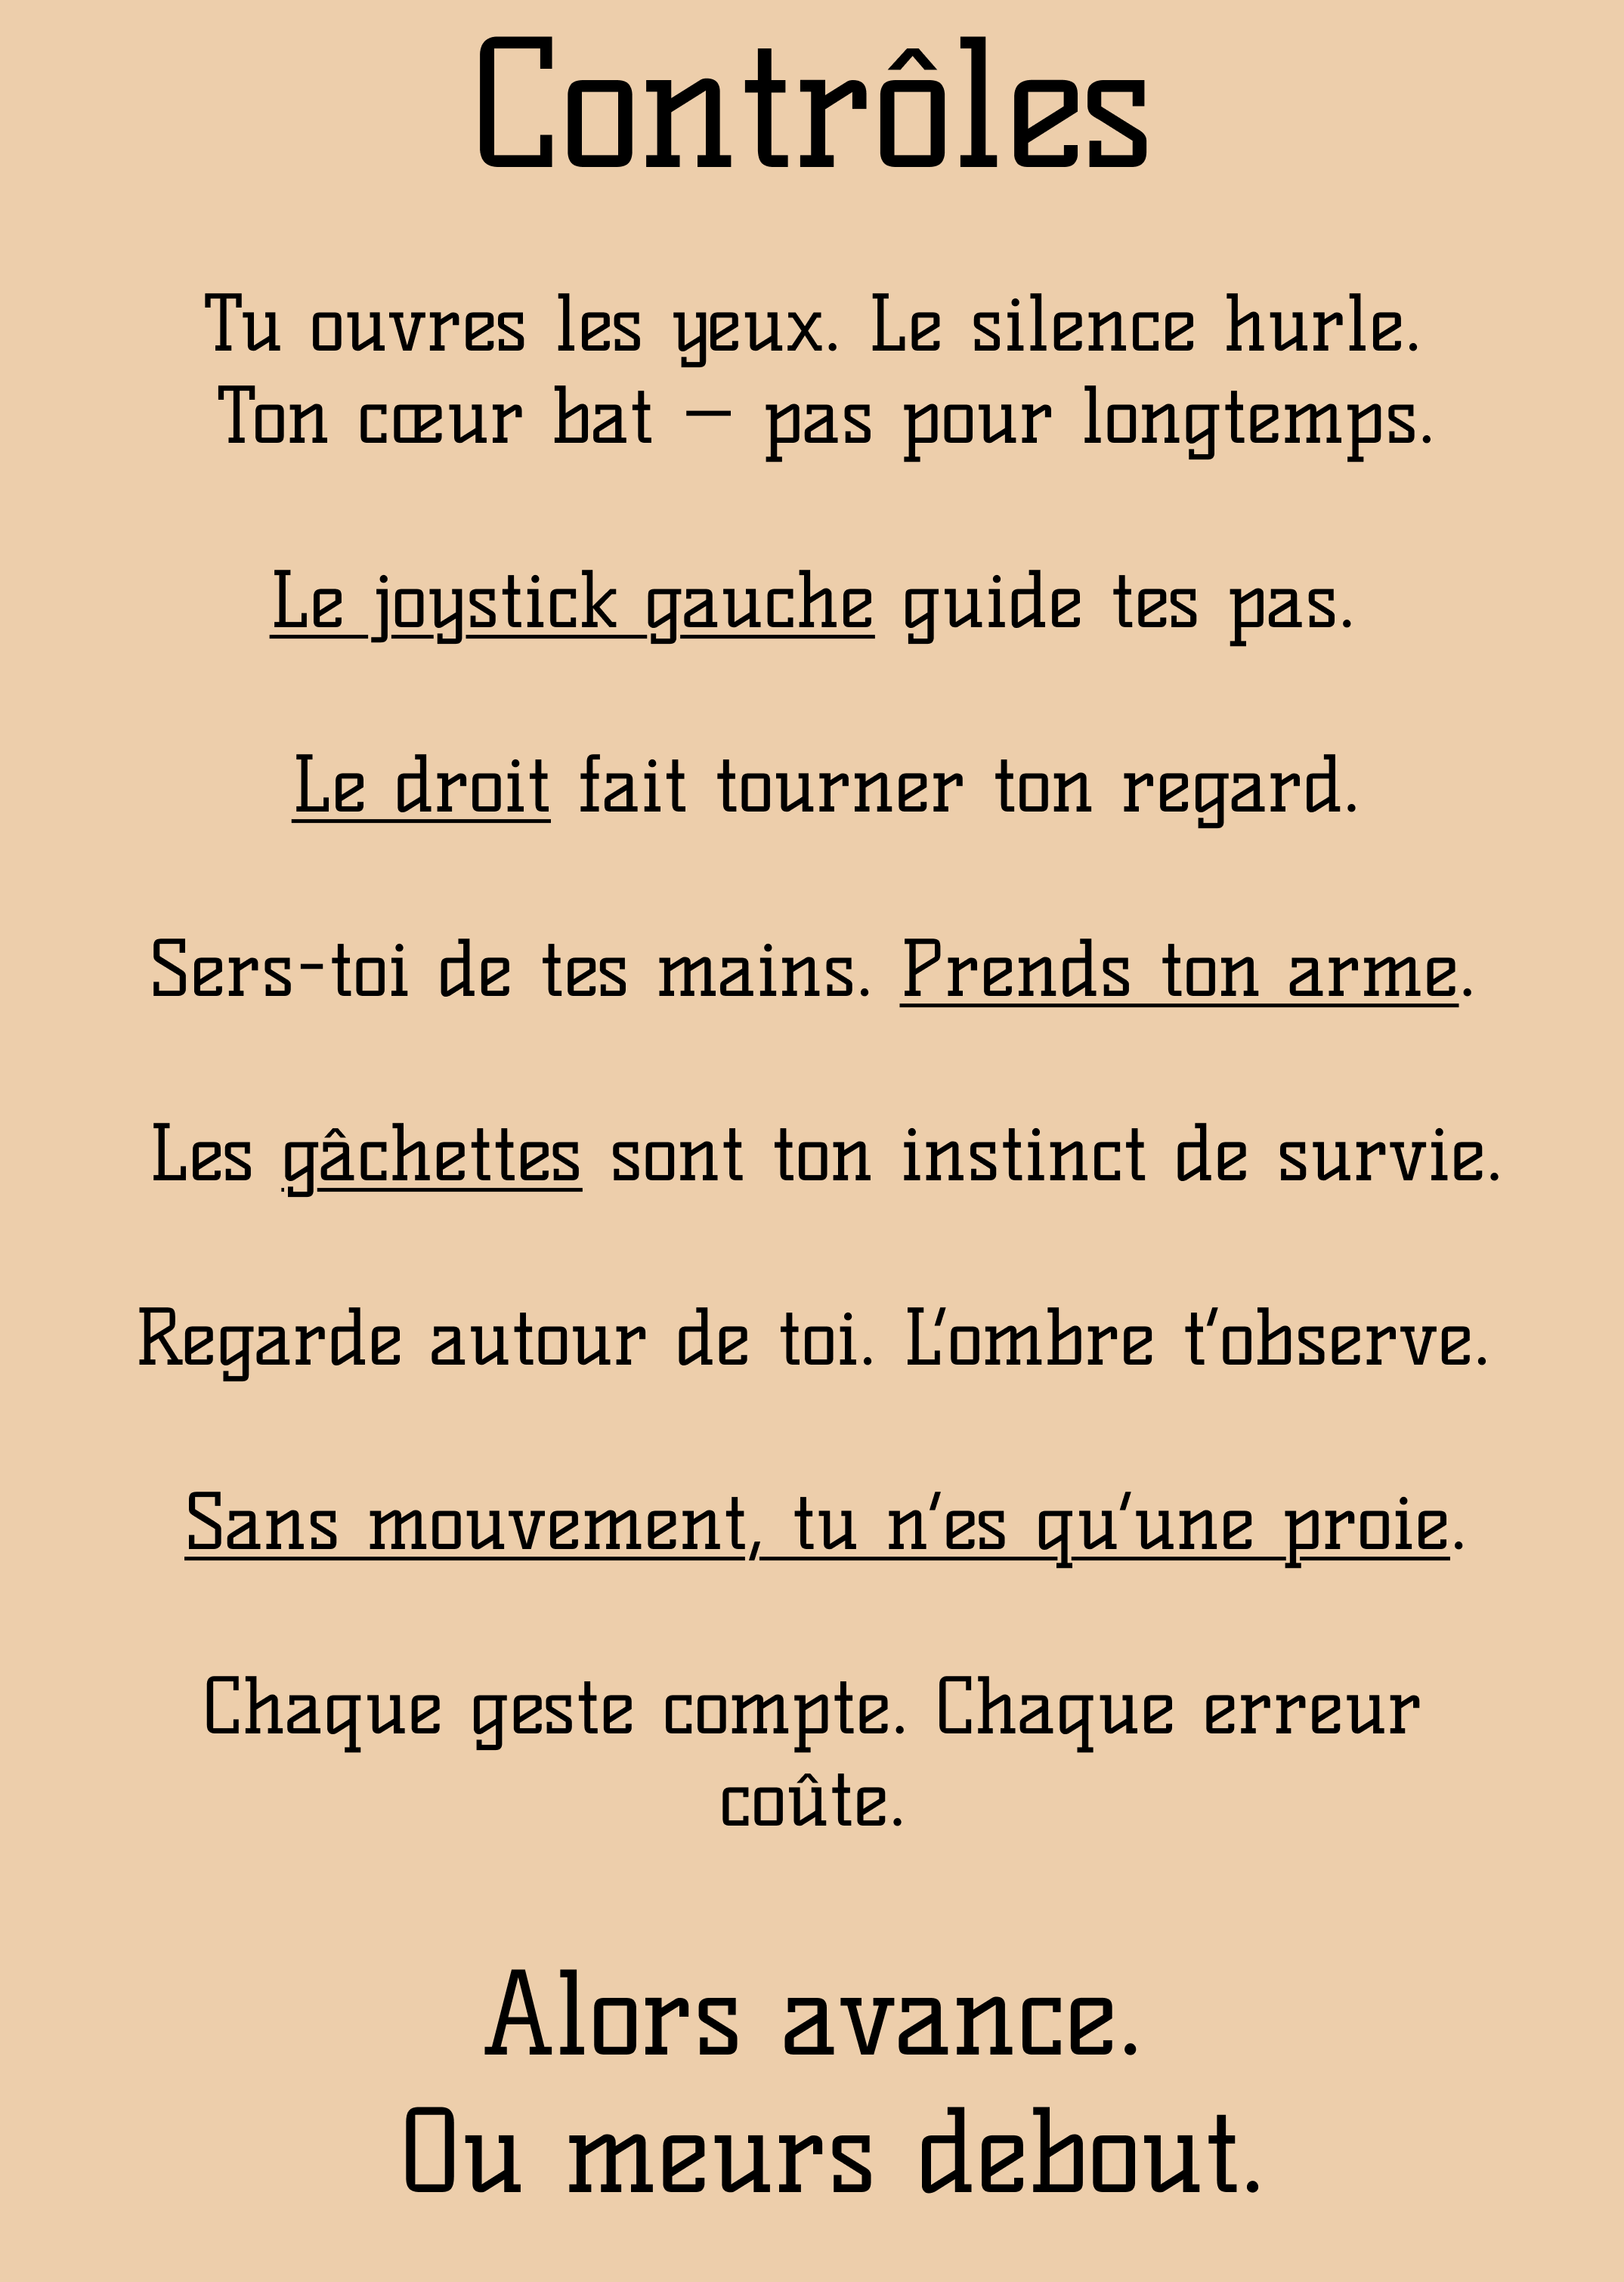 Contrôles
Tu ouvres les yeux. Le silence hurle.
Ton cœur bat — pas pour longtemps.
Le joystick gauche guide tes pas.
Le droit fait tourner ton regard.
Sers-toi de tes mains. Prends ton arme.
Les gâchettes sont ton instinct de survie.
Regarde autour de toi. L’ombre t’observe.
Sans mouvement, tu n’es qu’une proie.
Chaque geste compte. Chaque erreur
coûte.
Alors avance.
Ou meurs debout.